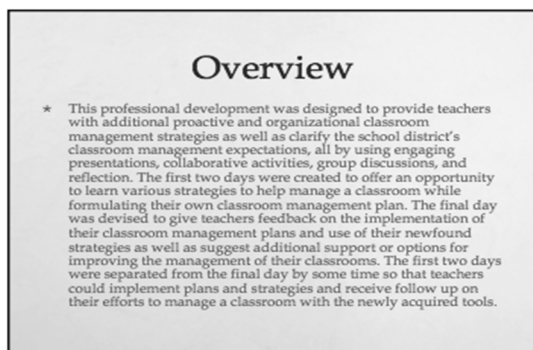 Overview
* This professional development was designed to provide teachers
with additional proactive and organizational classroom
management strategies as well as clarify the school district's
classroom management expectations, all by using engaging
presentations, collaborative activities, group discussions, and
reflection. The first two days were created to offer an opportunity
to learn various strategies to help manage a classroom while
formulating their own classroom management plan. The final day
was devised to give teachers feedback on the implementation of
their classroom management plans and use of their newfound
strategies as well as suggest additional support or options for
improving the management of their classrooms. The first two days
were separated from the final day by some time so that teachers
could implement plans and strategies and receive follow up on
their efforts to manage a classroom with the newly acquired tools.